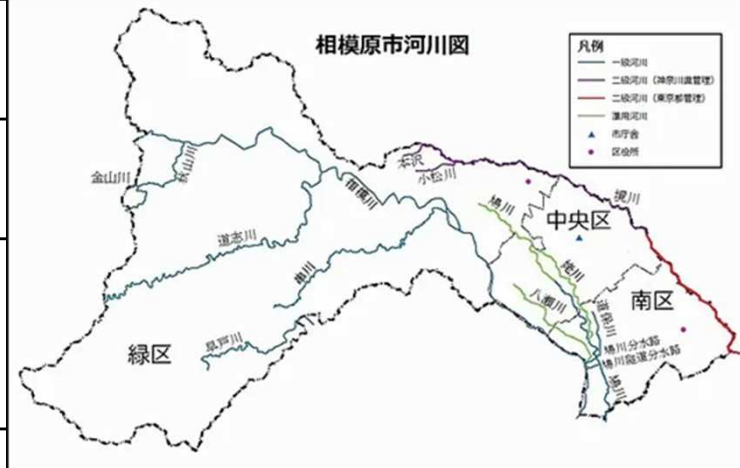 相模原市河川図
凡例
一級河川
二級河川（神奈川県管理）
二級河川（東京都管理）
準用河川
市庁舎
区役所
本沢
小松川
境川
金山川
秋山川
相模川
鳩川
中央区
道志川
串川
姥川
八瀬川
道保川
南区
早戸川
緑区
鳩川分水路
鳩川隧道分水路
鳩川